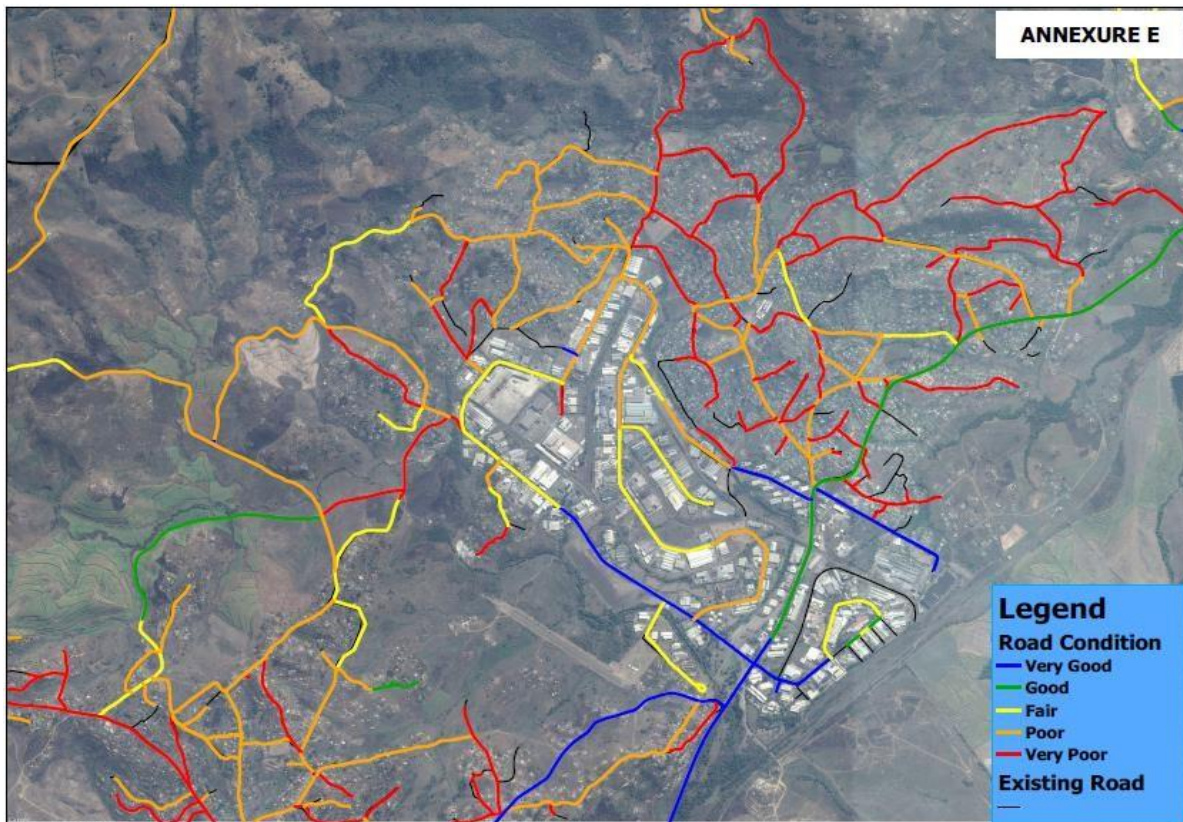 ANNEXURE E
Legend
Road Condition
Very Good
Good
Fair
Poor
Very Poor
Existing Road